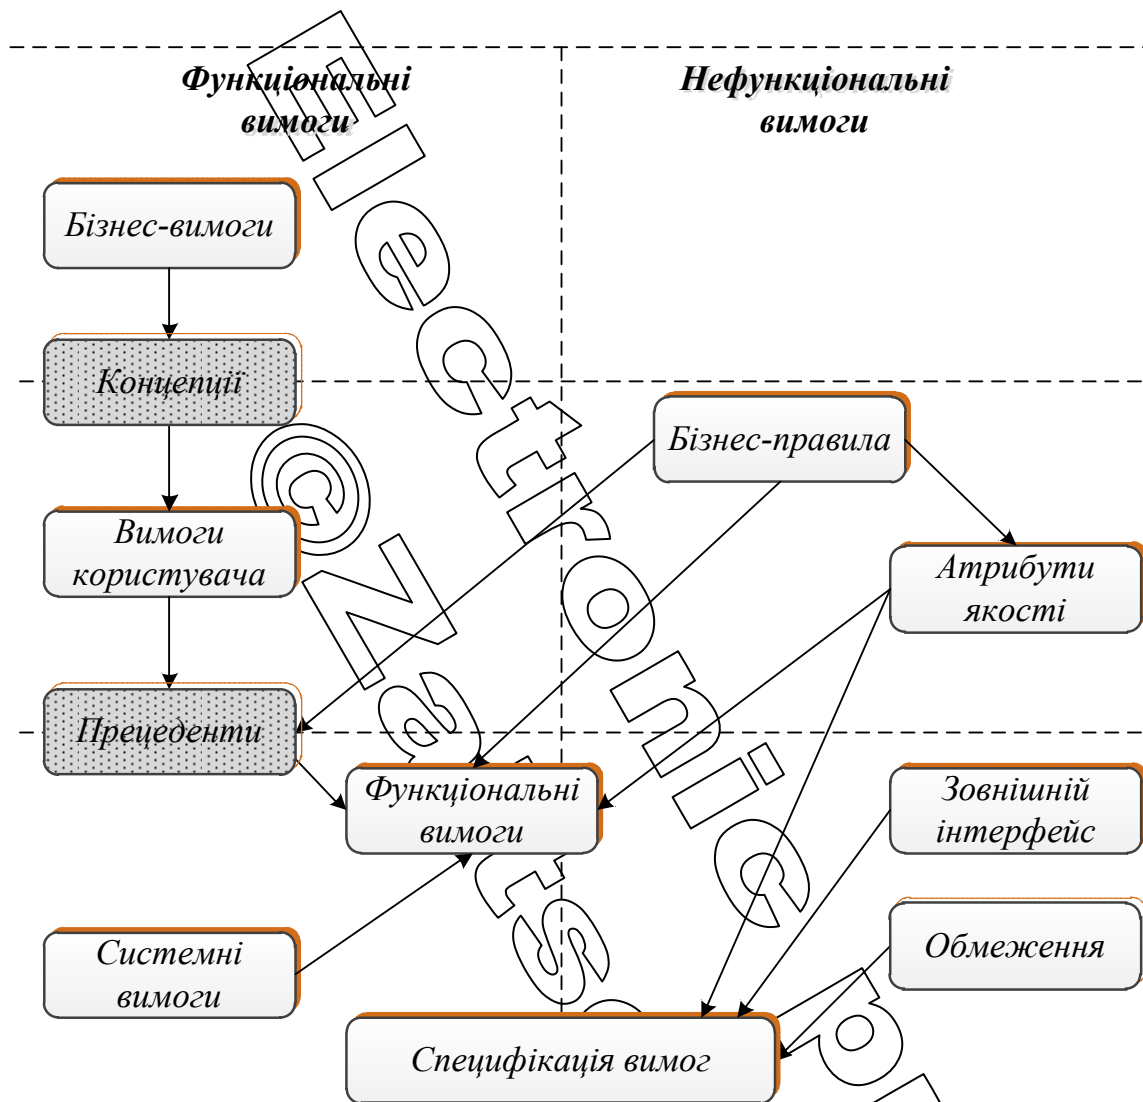 Функціональні
вимоги
Нефункціональні
вимоги
Бізнес-вимоги
Концепції
Бізнес-правила
Вимоги
користувача
Атрибути
якості
Прецеденти
Функціональні
вимоги
Зовнішній
інтерфейс
Системні
вимоги
Обмеження
Специфікація вимог
Electronic